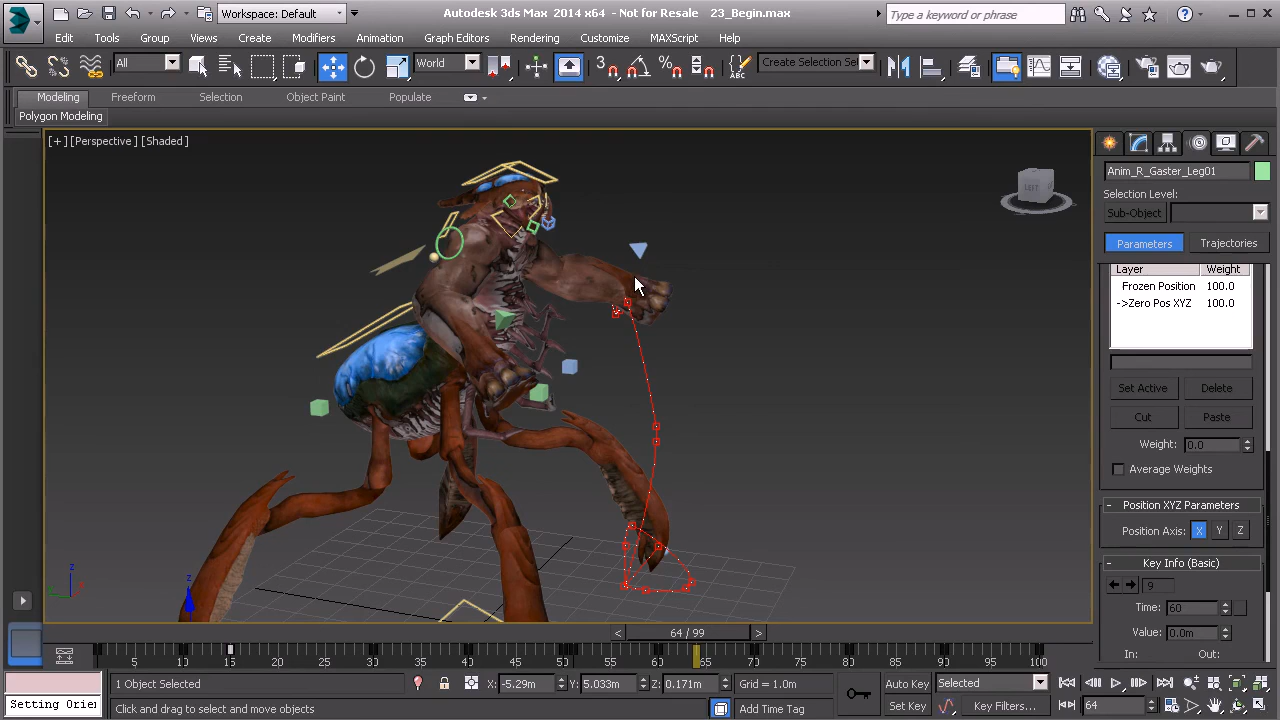 Workspace: Default
Autodesk 3ds Max 2014 x64 - Not for Resale 23_Begin.max
Type a keyword or phrase
Edit Tools Group Views Create Modifiers Animation Graph Editors Rendering Customize MAXScript Help
All
World
3
Create Selection Se
Modeling Freeform Selection Object Paint Populate
Polygon Modeling
[+] [Perspective] [Shaded]
LEFT
z
z
Anim_R_Gaster_Leg01
Selection Level:
Sub-Object
Parameters Trajectories
Layer Weight
Frozen Position 100.0
->Zero Pos XYZ 100.0
Set Active Delete
Cut Paste
Weight: 0.0
Average Weights
- Position XYZ Parameters
Position Axis: X Y Z
- Key Info (Basic)
9
Time: 60
Value: 0.0m
In: Out:
< 64 / 99 >
5 10 15 20 25 30 35 40 45 50 55 60 65 70 75 80 85 90 95 100
1 Object Selected X: -5.29m Y: 5.033m Z: 0.171m Grid = 1.0m Auto Key Selected
Setting Orie Click and drag to select and move objects Add Time Tag Set Key Key Filters... 64